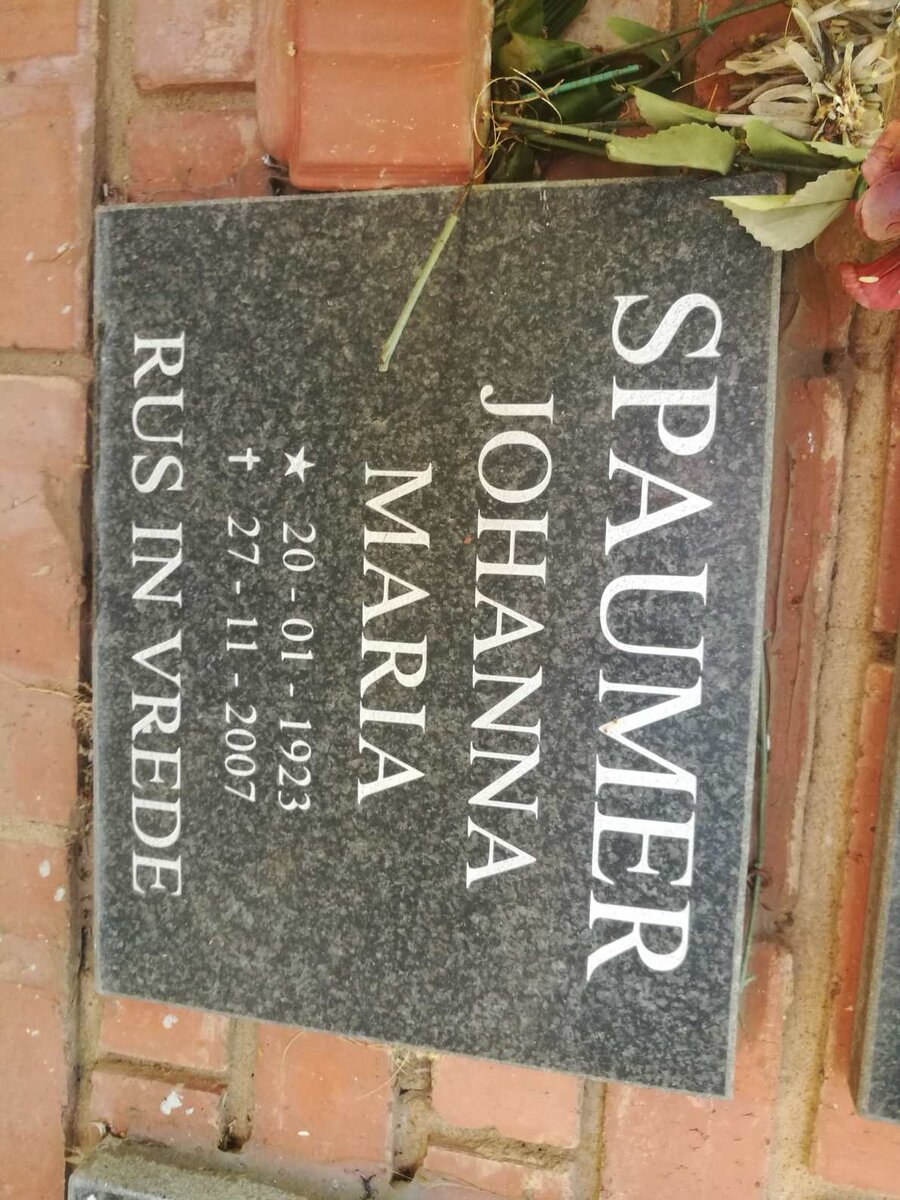 SPAUMER
JOHANNA
MARIA
★ 20 - 01 - 1923
✝ 27 - 11 - 2007
RUS IN VREDE